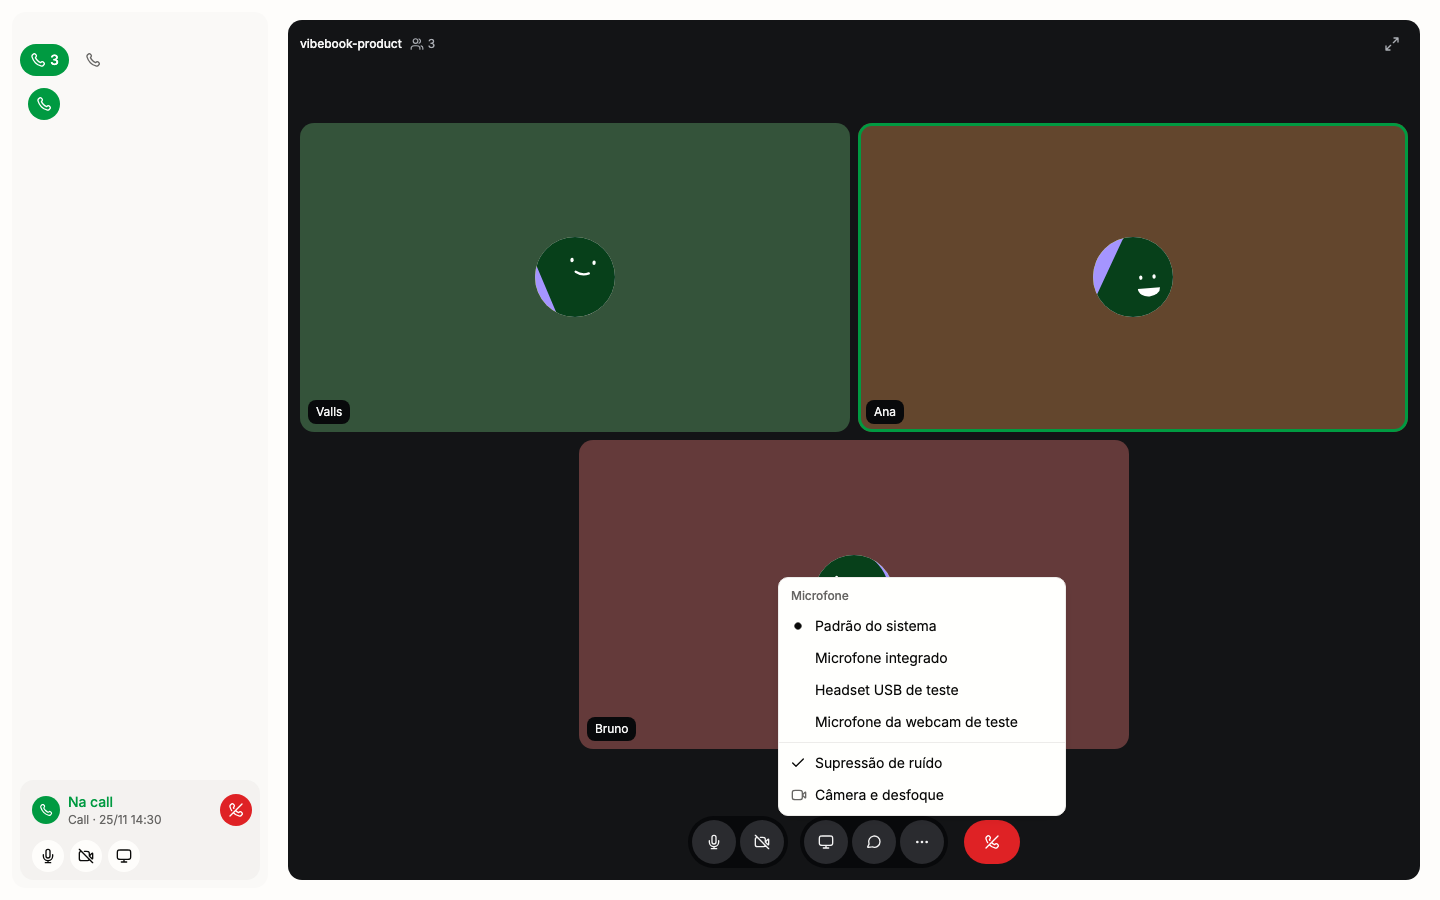 3
vibebook-product 3
Valls
Ana
Bruno
Microfone
Padrão do sistema
Microfone integrado
Headset USB de teste
Microfone da webcam de teste
Supressão de ruído
Câmera e desfoque
Na call
Call · 25/11 14:30